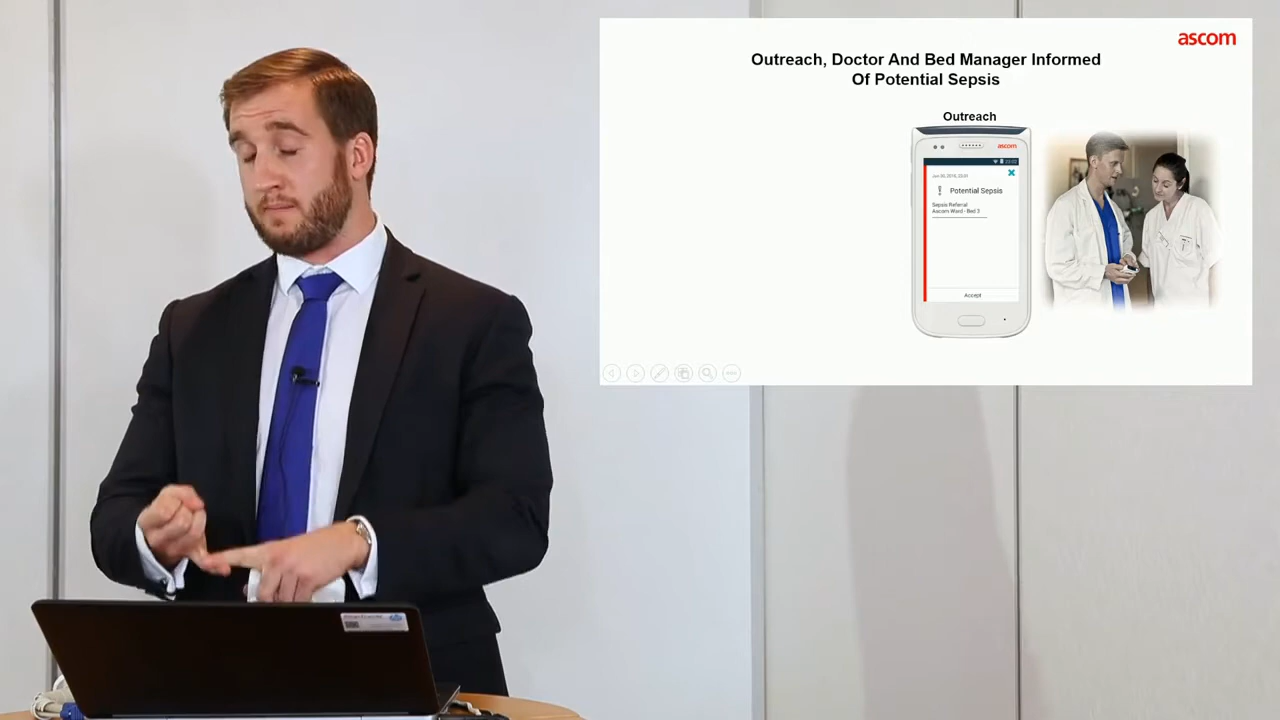 ascom
Outreach, Doctor And Bed Manager Informed
Of Potential Sepsis
Outreach
ascom
Potential Sepsis
Sepsis Referral
Ascom Ward - Bed 3
Accept